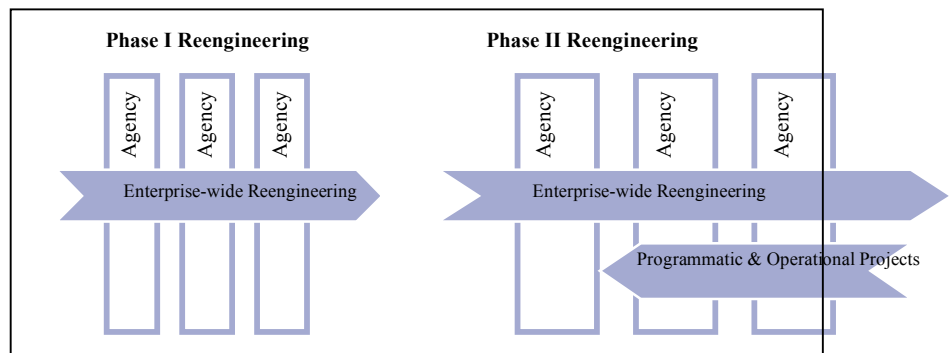 Phase I Reengineering
Phase II Reengineering
Agency
Agency
Agency
Agency
Agency
Agency
Enterprise-wide Reengineering
Enterprise-wide Reengineering
Programmatic & Operational Projects